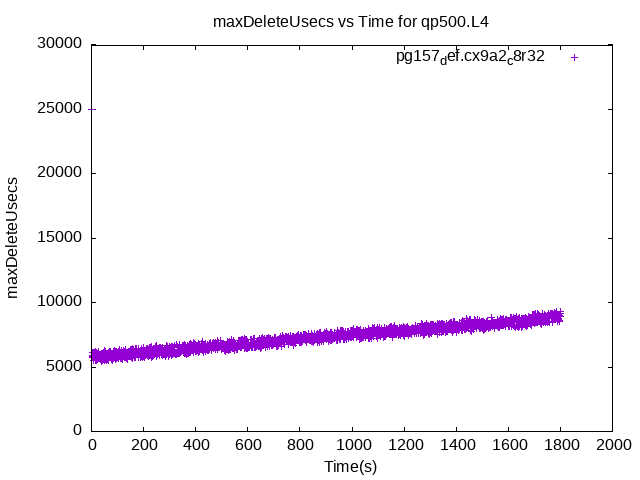 maxDeleteUsecs vs Time for qp500.L4
pg157def.cx9a2c8r32
30000
25000
20000
15000
10000
5000
0
maxDeleteUsecs
0 200 400 600 800 1000 1200 1400 1600 1800 2000
Time(s)